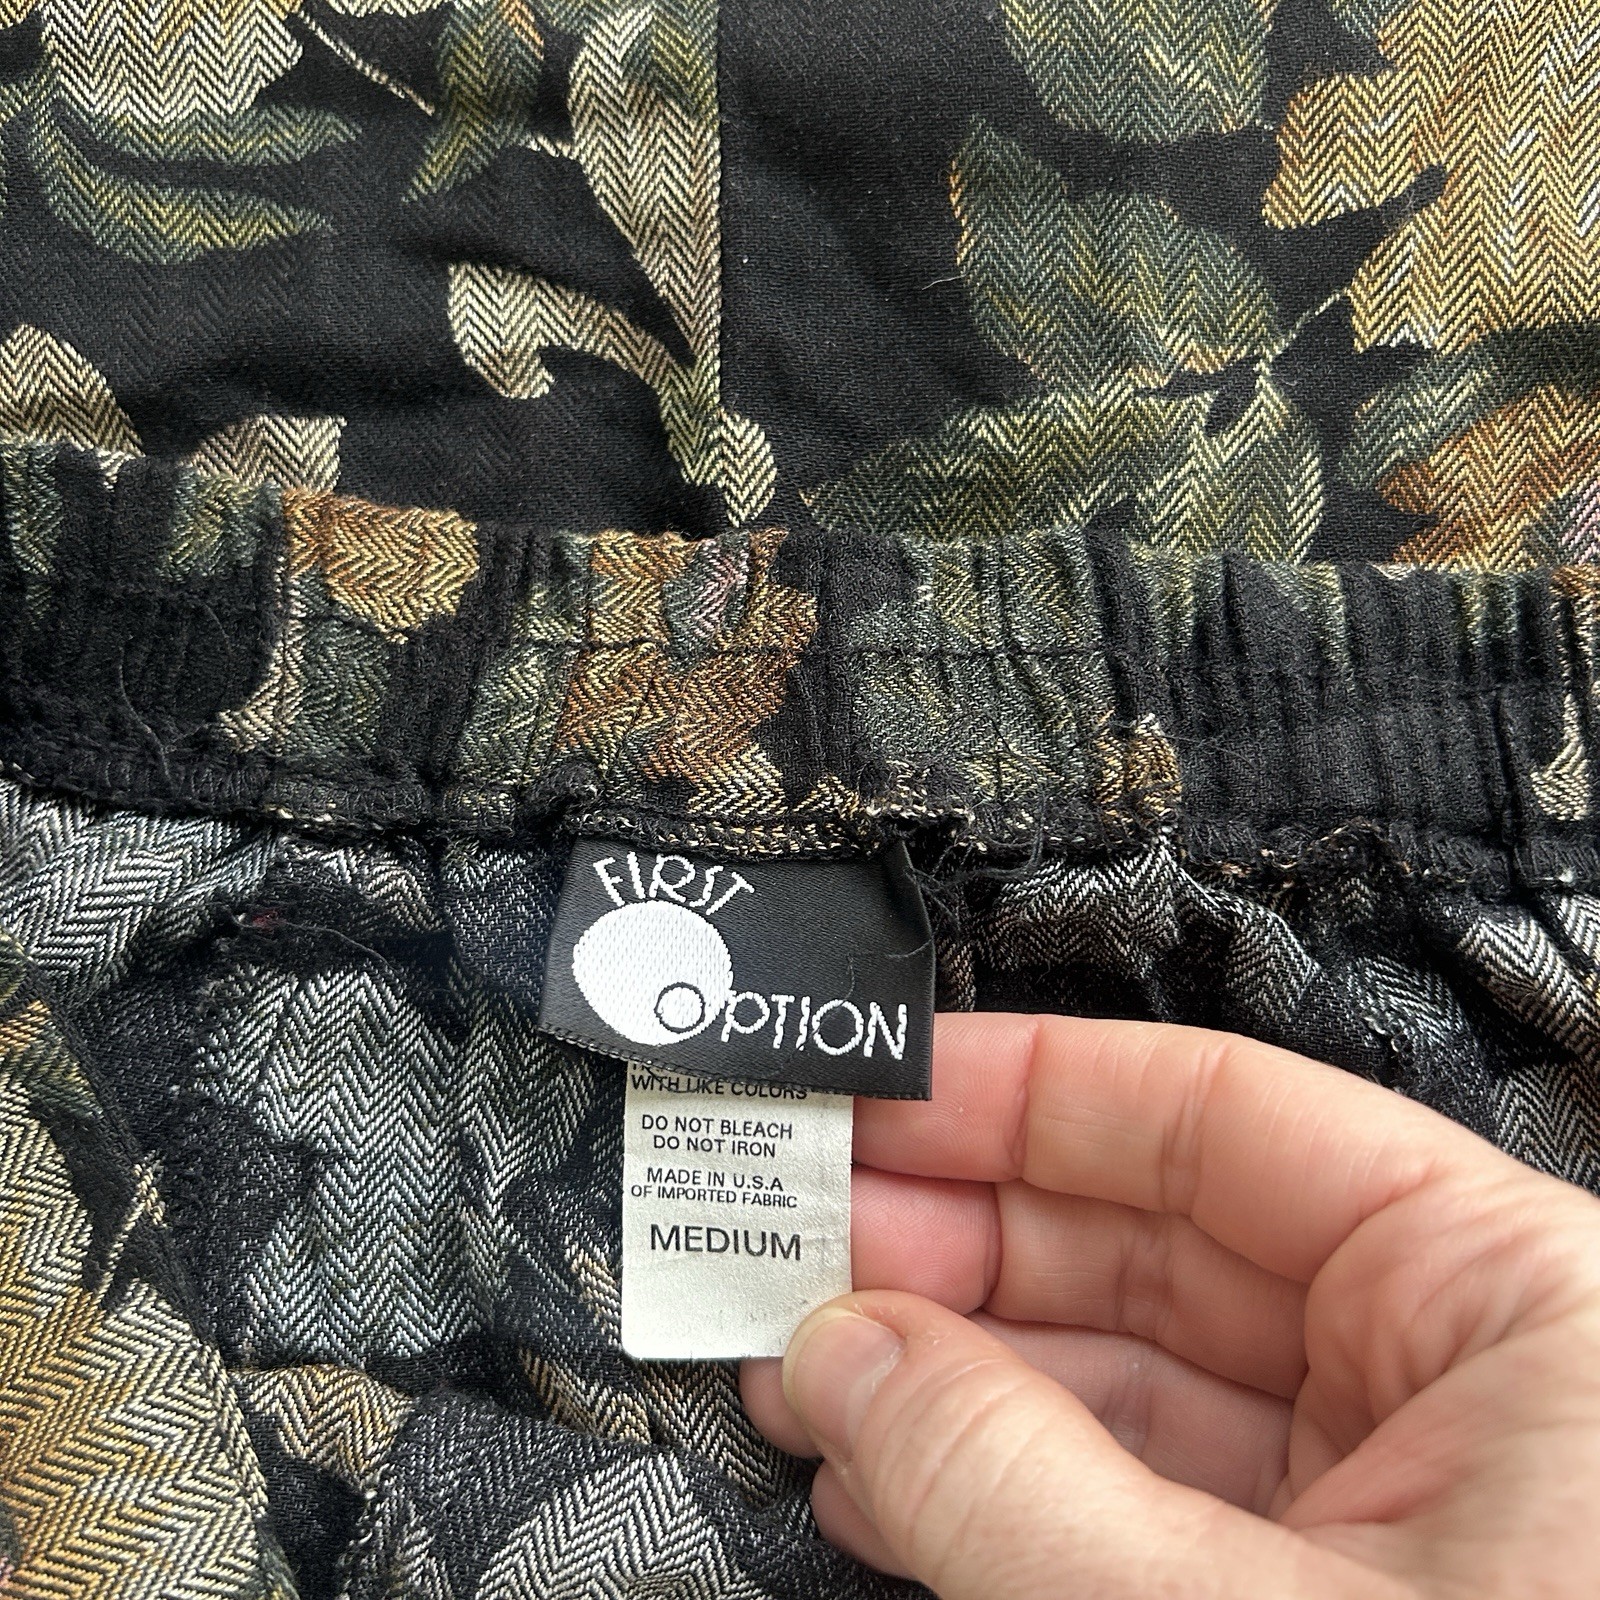 FIRST
OPTION
WITH LIKE COLORS
DO NOT BLEACH
DO NOT IRON
MADE IN U.S.A
OF IMPORTED FABRIC
MEDIUM